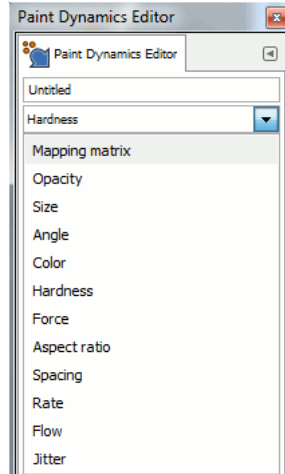 Paint Dynamics Editor
Paint Dynamics Editor
Untitled
Hardness
Mapping matrix
Opacity
Size
Angle
Color
Hardness
Force
Aspect ratio
Spacing
Rate
Flow
Jitter